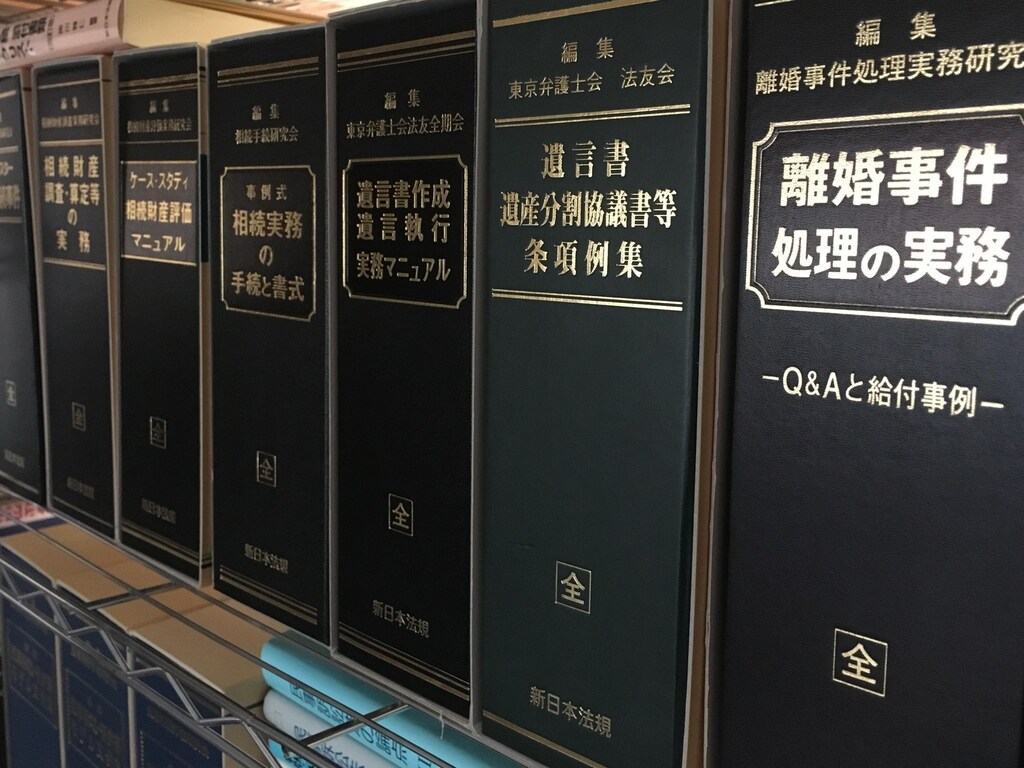 編集
相続財産
調査・算定等
の
実務
全
編集
ケース・スタディ
相続財産評価
マニュアル
全
編集
相続手続研究会
事例式
相続実務
の
手続と書式
全
新日本法規
編集
東京弁護士会法友全期会
遺言書作成
遺言執行
実務マニュアル
全
新日本法規
編集
東京弁護士会 法友会
遺言書
遺産分割協議書等
条項例集
全
新日本法規
編集
離婚事件処理実務研究
離婚事件
処理の実務
－Q&Aと給付事例－
全